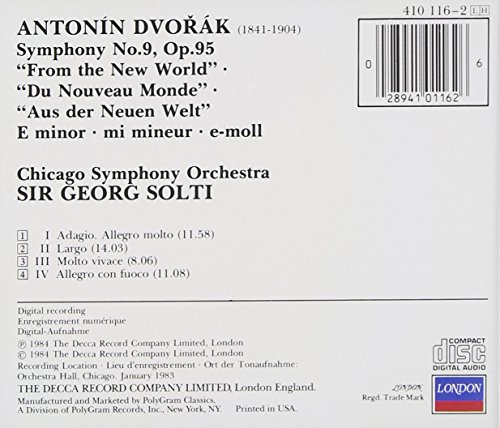 ANTONÍN DVOŘÁK (1841-1904)
410 116-2 LH
Symphony No.9, Op.95
“From the New World” ·
“Du Nouveau Monde” ·
“Aus der Neuen Welt”
E minor · mi mineur · e-moll
0 28941 01162 6
Chicago Symphony Orchestra
SIR GEORG SOLTI
1 I Adagio. Allegro molto (11.58)
2 II Largo (14.03)
3 III Molto vivace (8.06)
4 IV Allegro con fuoco (11.08)
Digital recording
Enregistrement numérique
Digital-Aufnahme
℗ 1984 The Decca Record Company Limited, London
© 1984 The Decca Record Company Limited, London
Recording Location · Lieu d'enregistrement · Ort der Tonaufnahme:
Orchestra Hall, Chicago. January 1983
THE DECCA RECORD COMPANY LIMITED, London England.
Manufactured and Marketed by PolyGram Classics,
A Division of PolyGram Records, Inc., New York, NY. Printed in USA.
COMPACT
disc
DIGITAL AUDIO
LONDON
Regd. Trade Mark
LONDON